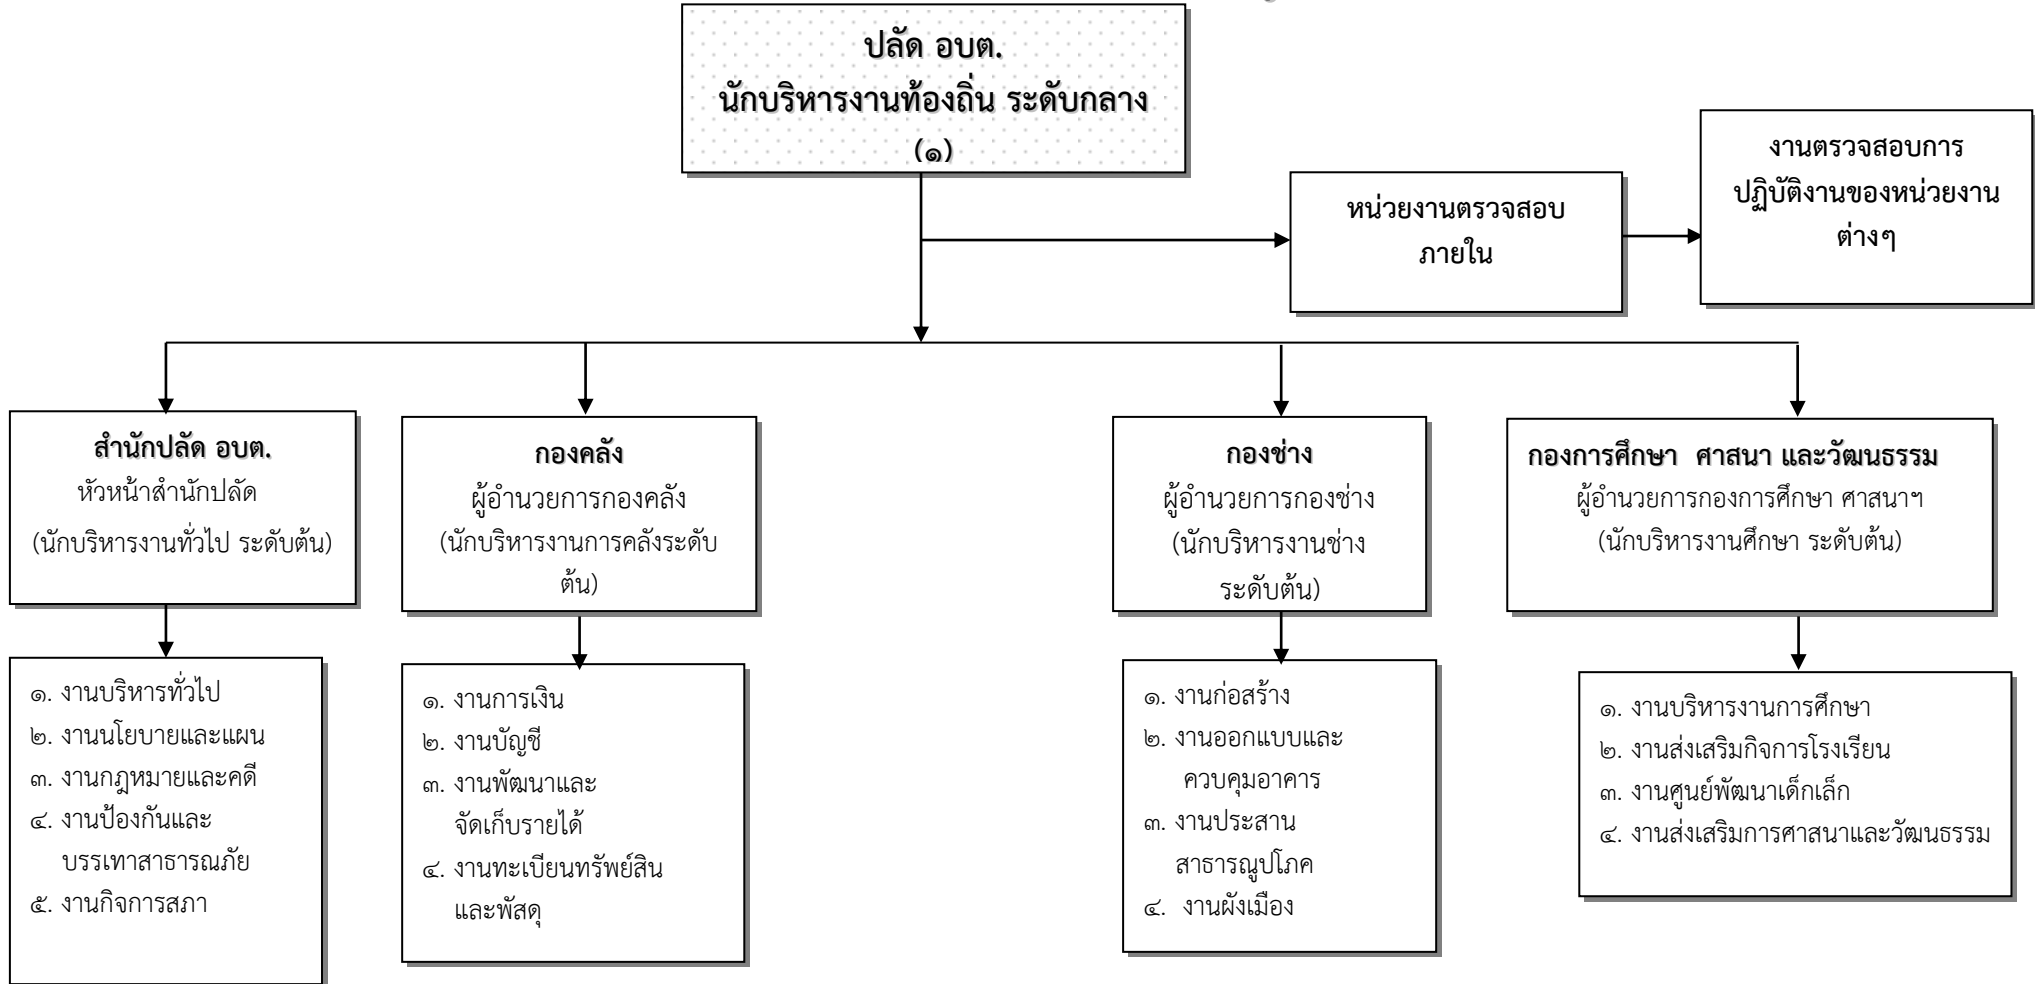 ปลัด อบต.
นักบริหารงานท้องถิ่น ระดับกลาง
(๑)
หน่วยงานตรวจสอบ
ภายใน
งานตรวจสอบการ
ปฏิบัติงานของหน่วยงาน
ต่างๆ
สำนักปลัด อบต.
หัวหน้าสำนักปลัด
(นักบริหารงานทั่วไป ระดับต้น)
กองคลัง
ผู้อำนวยการกองคลัง
(นักบริหารงานการคลังระดับ
ต้น)
กองช่าง
ผู้อำนวยการกองช่าง
(นักบริหารงานช่าง
ระดับต้น)
กองการศึกษา  ศาสนา และวัฒนธรรม
ผู้อำนวยการกองการศึกษา ศาสนาฯ
(นักบริหารงานศึกษา ระดับต้น)
๑. งานบริหารทั่วไป
๒. งานนโยบายและแผน
๓. งานกฎหมายและคดี
๔. งานป้องกันและ
บรรเทาสาธารณภัย
๕. งานกิจการสภา
๑. งานการเงิน
๒. งานบัญชี
๓. งานพัฒนาและ
จัดเก็บรายได้
๔. งานทะเบียนทรัพย์สิน
และพัสดุ
๑. งานก่อสร้าง
๒. งานออกแบบและ
ควบคุมอาคาร
๓. งานประสาน
สาธารณูปโภค
๔.  งานผังเมือง
๑. งานบริหารงานการศึกษา
๒. งานส่งเสริมกิจการโรงเรียน
๓. งานศูนย์พัฒนาเด็กเล็ก
๔. งานส่งเสริมการศาสนาและวัฒนธรรม